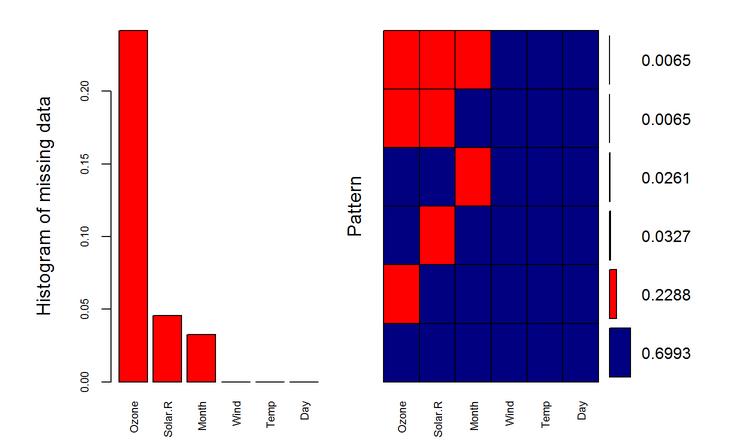 Histogram of missing data
0.20
0.15
0.10
0.05
0.00
Ozone
Solar.R
Month
Wind
Temp
Day
Pattern
0.0065
0.0065
0.0261
0.0327
0.2288
0.6993
Ozone
Solar.R
Month
Wind
Temp
Day